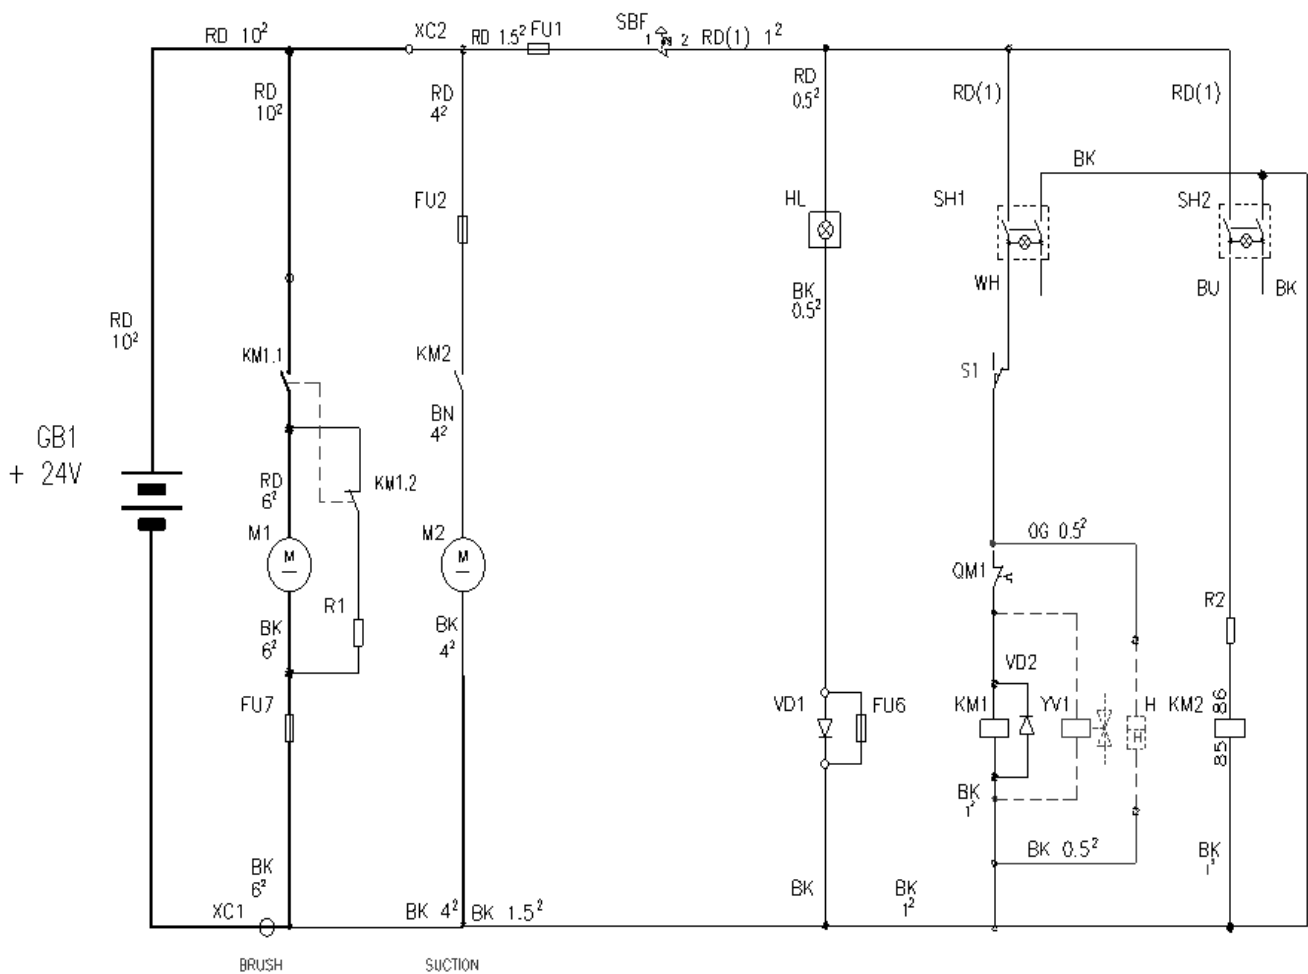 RD 10²
XC2
RD 1.5²
FU1
SBF
1
2
RD(1) 1²
RD
10²
RD
4²
RD
0.5²
RD(1)
RD(1)
BK
FU2
HL
SH1
SH2
BK
0.5²
WH
BU
BK
RD
10²
KM1.1
KM2
S1
BN
4²
GB1
+ 24V
RD
6²
KM1.2
M1
M
M2
M
OG 0.5²
QM1
R1
R2
BK
6²
BK
4²
VD2
FU7
VD1
FU6
KM1
YV1
H
H
KM2
86
85
BK
1²
BK 0.5²
BK
1²
BK
6²
XC1
BK 4²
BK 1.5²
BK
BK
1²
BRUSH
SUCTION